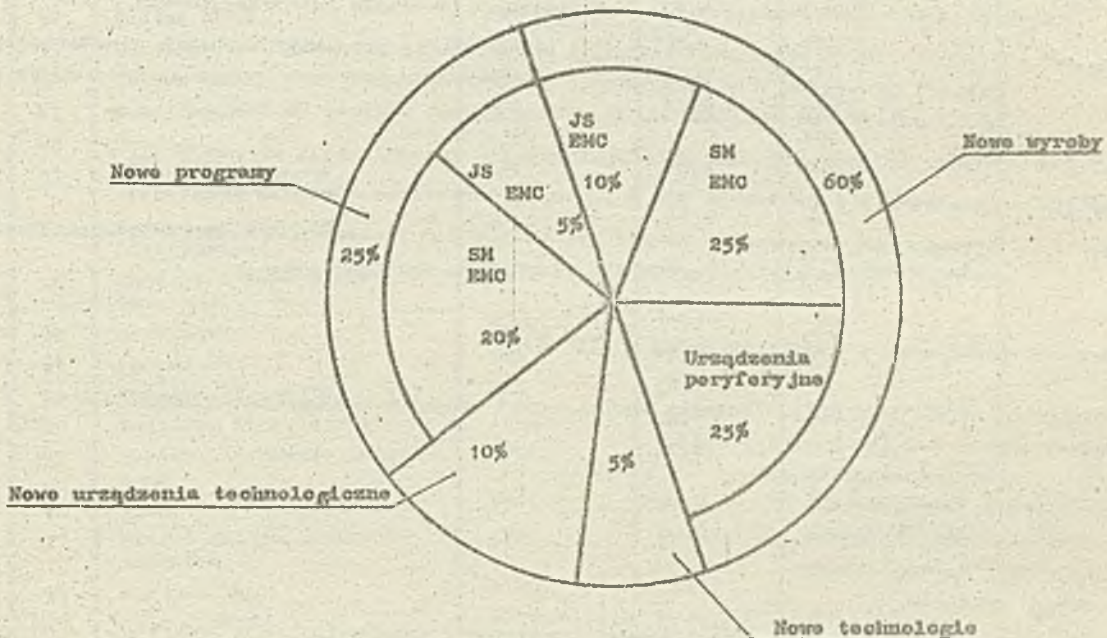 JS
EMC
10%
SM
EMC
25%
60%
Nowe wyroby
Nowe programy
25%
JS
EMC
5%
SM
EMC
20%
Urządzenia
peryferyjne
25%
10%
5%
Nowe urządzenia technologiczne
Nowe technologie